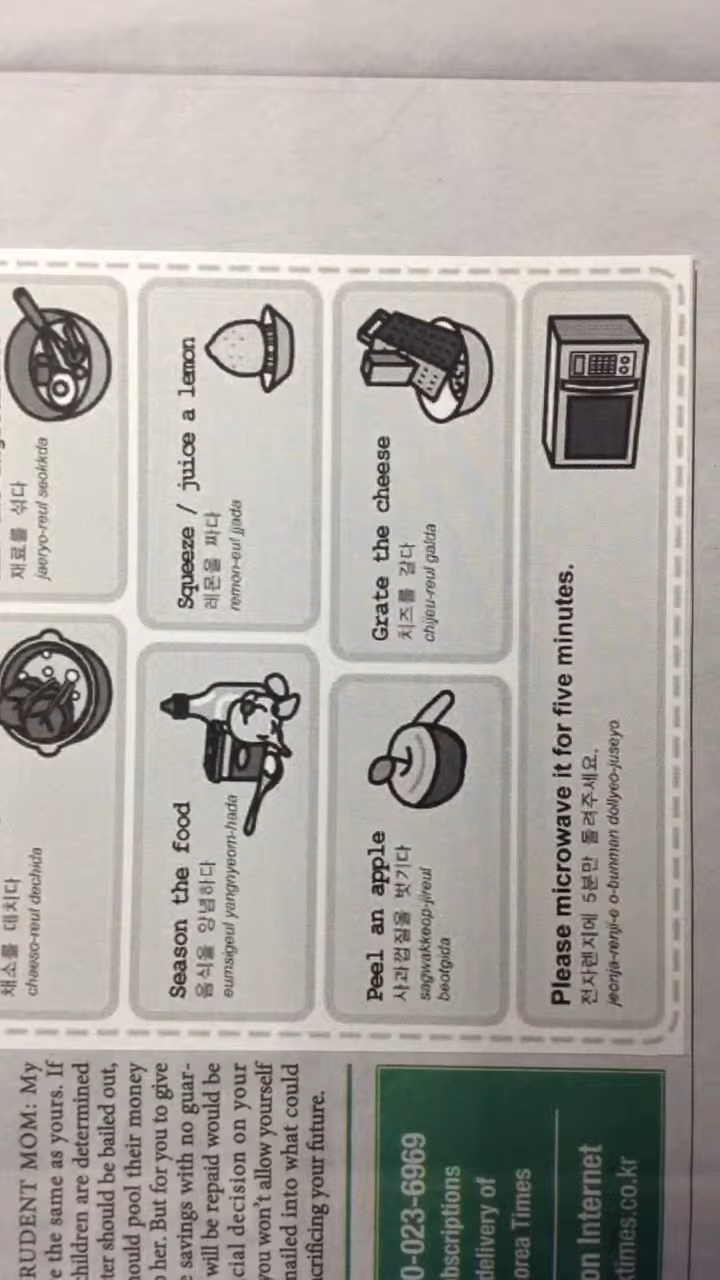 채소를 데치다
chaeso-reul dechida
재료를 섞다
jaeryo-reul seokkda
Season the food
음식을 양념하다
eumsigeul yangnyeom-hada
Squeeze / juice a lemon
레몬을 짜다
remon-eul jjada
Peel an apple
사과껍질을 벗기다
sagwakkeop-jireul
beotgida
Grate the cheese
치즈를 갈다
chijeu-reul galda
Please microwave it for five minutes.
전자렌지에 5분만 돌려주세요.
jeonja-renji-e o-bunman dollyeo-juseyo
RUDENT MOM: My
e the same as yours. If
hildren are determined
ter should be bailed out,
ould pool their money
her. But for you to give
savings with no guar-
will be repaid would be
cial decision on your
you won't allow yourself
nailed into what could
crificing your future.
0-023-6969
bscriptions
delivery of
orea Times
on Internet
times.co.kr